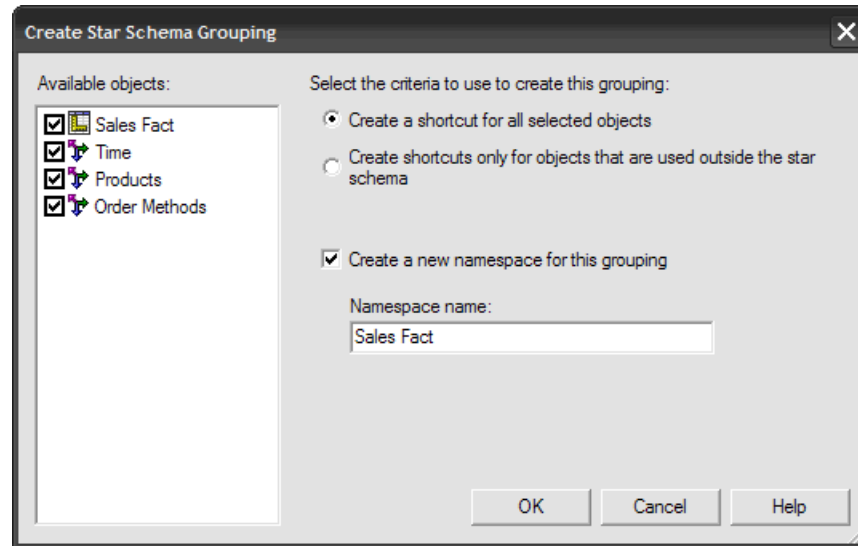 Create Star Schema Grouping
Available objects:
Sales Fact
Time
Products
Order Methods
Select the criteria to use to create this grouping:
Create a shortcut for all selected objects
Create shortcuts only for objects that are used outside the star
schema
Create a new namespace for this grouping
Namespace name:
Sales Fact
OK
Cancel
Help